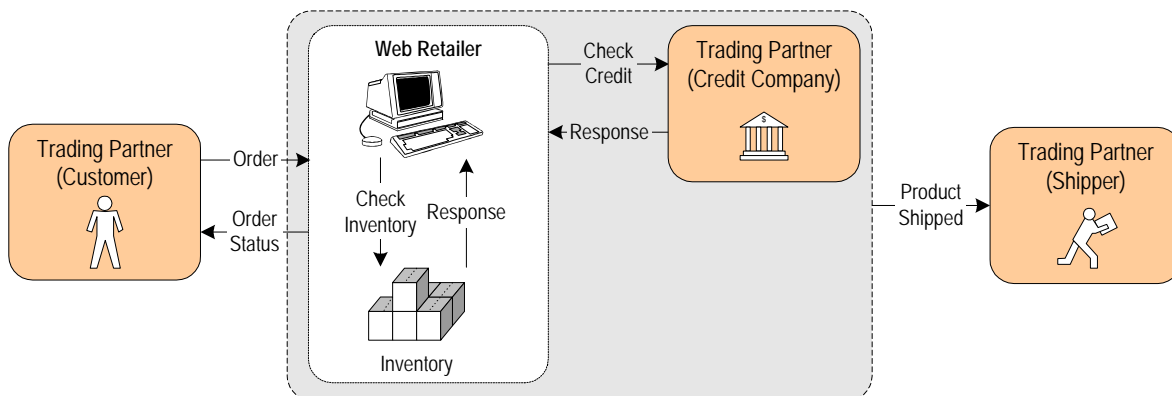 Web Retailer
Check
Credit
Trading Partner
(Credit Company)
$
Response
Trading Partner
(Customer)
Order
Order
Status
Check
Inventory
Response
Inventory
Product
Shipped
Trading Partner
(Shipper)